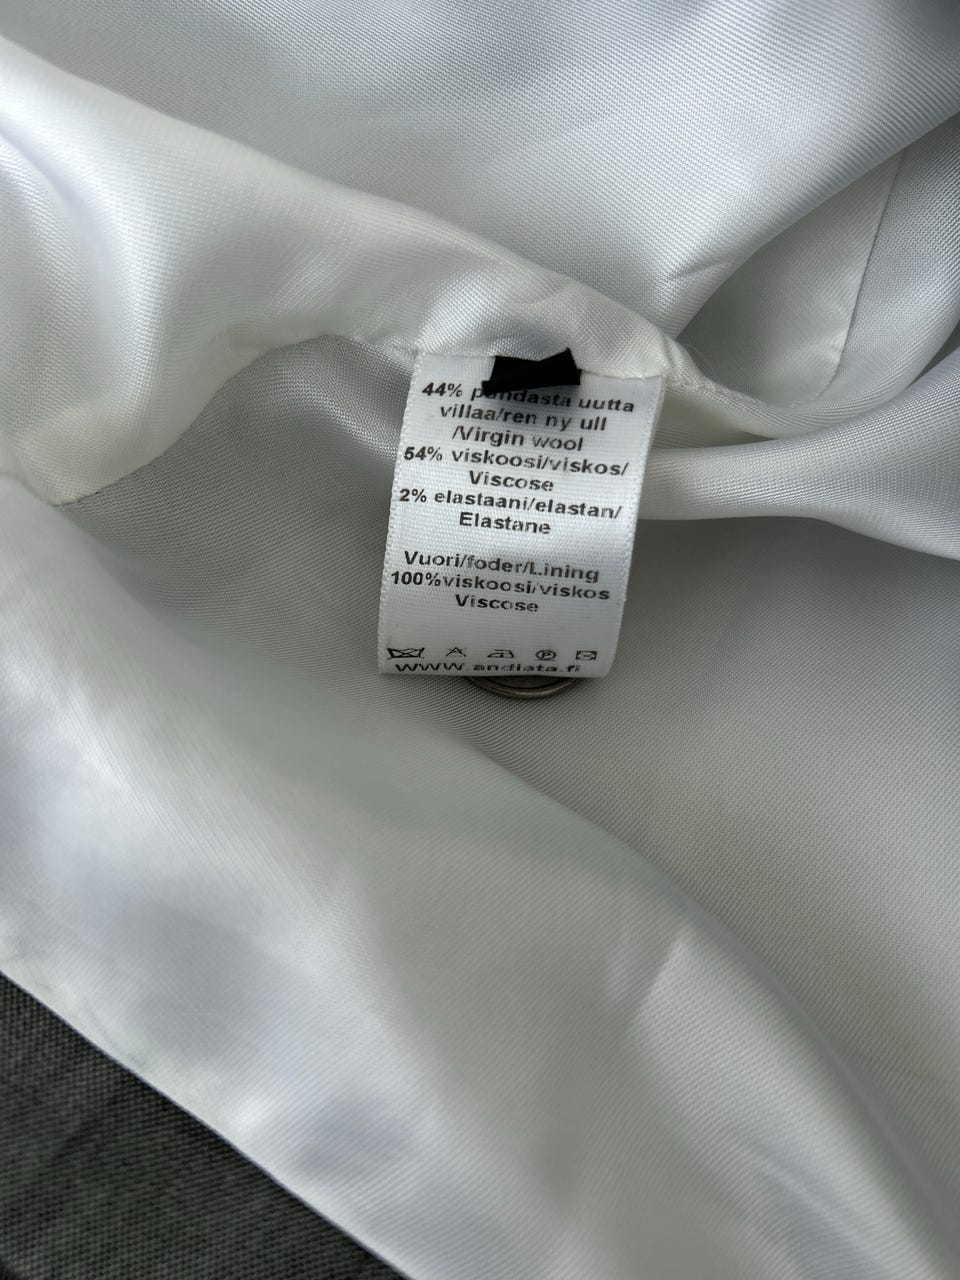 44% puhdasta uutta
villaa/ren ny ull
/Virgin wool
54% viskoosi/viskos/
Viscose
2% elastaani/elastan/
Elastane
Vuori/foder/Lining
100%viskoosi/viskos
Viscose
www.andiata.fi